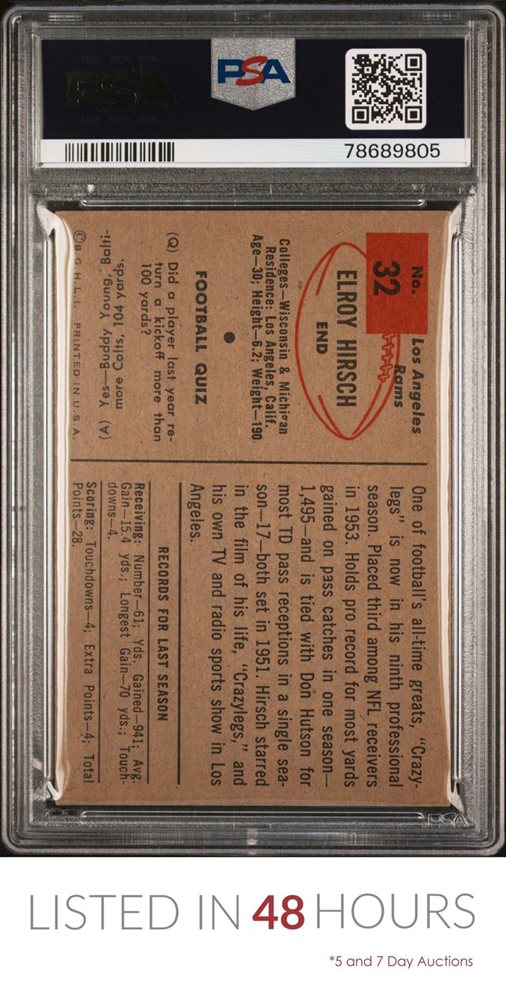 PSA
PSA
78689805
No.
32
Los Angeles
Rams
ELROY HIRSCH
END
Colleges—Wisconsin & Michigan
Residence: Los Angeles, Calif.
Age—30; Height—6.2; Weight—190
FOOTBALL QUIZ
(Q) Did a player last year re-
turn a kickoff more than
100 yards?
(A) Yes—Buddy Young, Balti-
more Colts, 104 yards.
©B.G.H.L.I. PRINTED IN U.S.A.
One of football's all-time greats, "Crazy-
legs" is now in his ninth professional
season. Placed third among NFL receivers
in 1953. Holds pro record for most yards
gained on pass catches in one season—
1,495—and is tied with Don Hutson for
most TD pass receptions in a single sea-
son—17—both set in 1951. Hirsch starred
in the film of his life, "Crazylegs," and
his own TV and radio sports show in Los
Angeles.
RECORDS FOR LAST SEASON
Receiving: Number—61; Yds. Gained—941; Avg.
Gain—15.4 yds.; Longest Gain—70 yds.; Touch-
downs—4.
Scoring: Touchdowns—4; Extra Points—4; Total
Points—28.
PSA
LISTED IN 48 HOURS
*5 and 7 Day Auctions